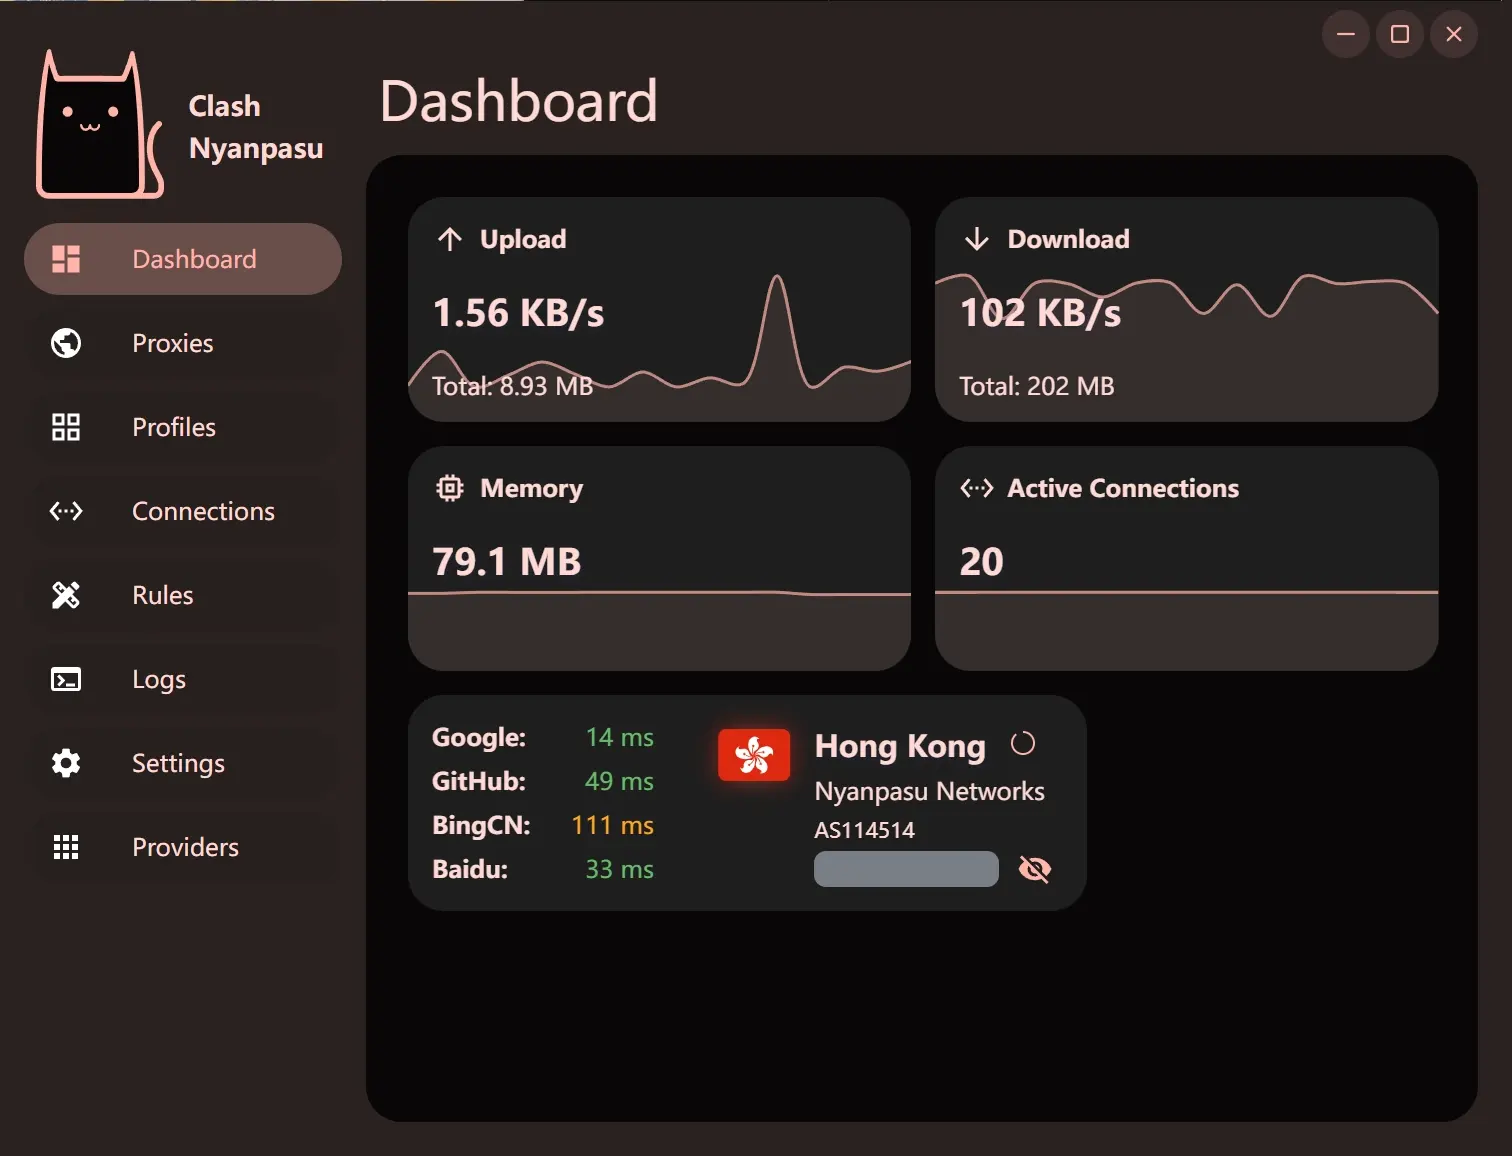 Clash
Nyanpasu
Dashboard
Dashboard
Proxies
Profiles
Connections
Rules
Logs
Settings
Providers
Upload
1.56 KB/s
Total: 8.93 MB
Download
102 KB/s
Total: 202 MB
Memory
79.1 MB
Active Connections
20
Google: 14 ms
GitHub: 49 ms
BingCN: 111 ms
Baidu: 33 ms
Hong Kong
Nyanpasu Networks
AS114514